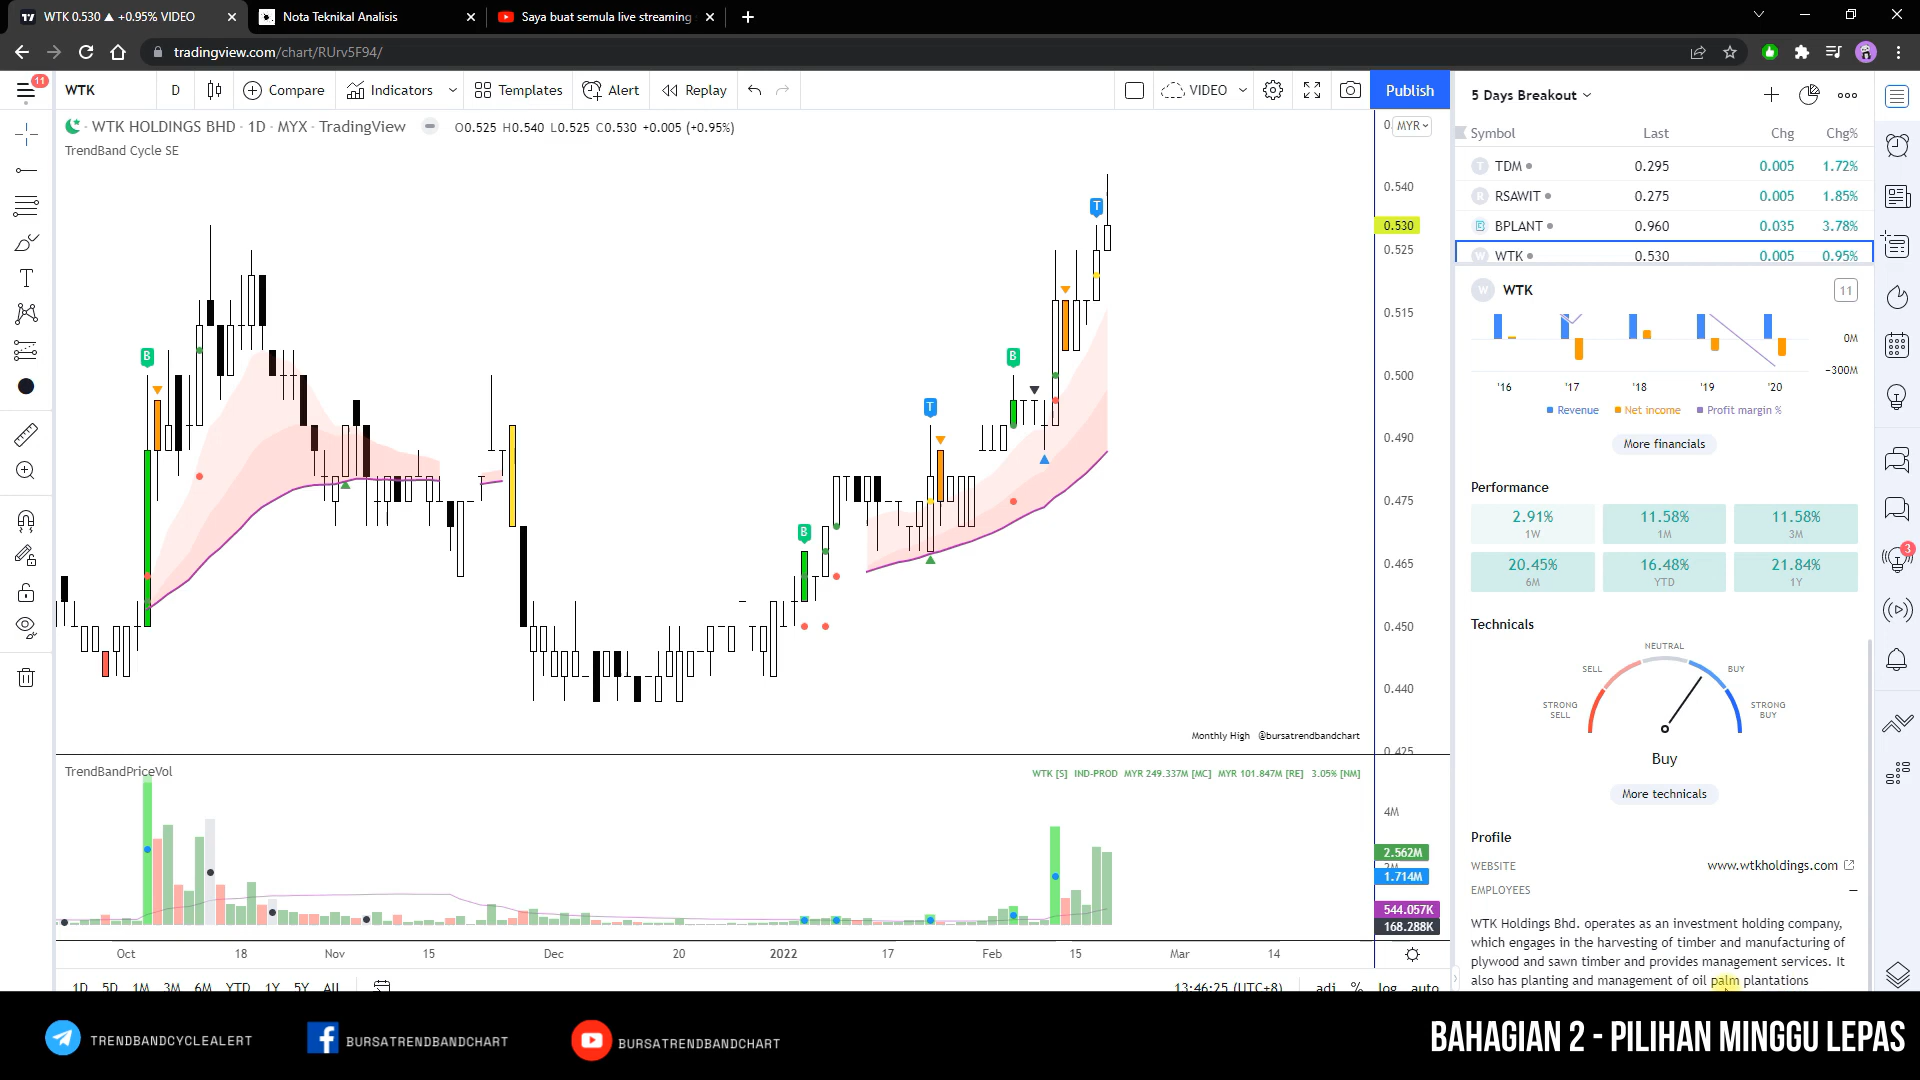 WTK 0.530 ▲ +0.95% VIDEO
Nota Teknikal Analisis
Saya buat semula live streaming
tradingview.com/chart/RUrv5F94/
11
WTK
D
Compare
Indicators
Templates
Alert
Replay
VIDEO
Publish
WTK HOLDINGS BHD · 1D · MYX · TradingView
O0.525 H0.540 L0.525 C0.530 +0.005 (+0.95%)
MYR
TrendBand Cycle SE
0.540
0.530
0.525
0.515
0.500
0.490
0.475
0.465
0.450
0.440
0.425
B
T
B
T
B
Monthly High @bursatrendbandchart
TrendBandPriceVol
WTK [S] IND-PROD MYR 249.337M [MC] MYR 101.847M [RE] 3.05% [NM]
4M
2.562M
1.714M
544.057K
168.288K
Oct
18
Nov
15
Dec
20
2022
17
Feb
15
Mar
14
1D 5D 1M 3M 6M YTD 1Y 5Y All
13:46:25 (UTC+8)
adj % log auto
5 Days Breakout
Symbol Last Chg Chg%
TDM 0.295 0.005 1.72%
RSAWIT 0.275 0.005 1.85%
BPLANT 0.960 0.035 3.78%
WTK 0.530 0.005 0.95%
W WTK
11
0M
−300M
'16 '17 '18 '19 '20
Revenue Net income Profit margin %
More financials
Performance
2.91% 11.58% 11.58%
1W 1M 3M
20.45% 16.48% 21.84%
6M YTD 1Y
Technicals
NEUTRAL
SELL BUY
STRONG SELL
STRONG BUY
Buy
More technicals
Profile
WEBSITE www.wtkholdings.com
EMPLOYEES —
WTK Holdings Bhd. operates as an investment holding company,
which engages in the harvesting of timber and manufacturing of
plywood and sawn timber and provides management services. It
also has planting and management of oil palm plantations
3
TRENDBANDCYCLEALERT
BURSATRENDBANDCHART
BURSATRENDBANDCHART
BAHAGIAN 2 - PILIHAN MINGGU LEPAS